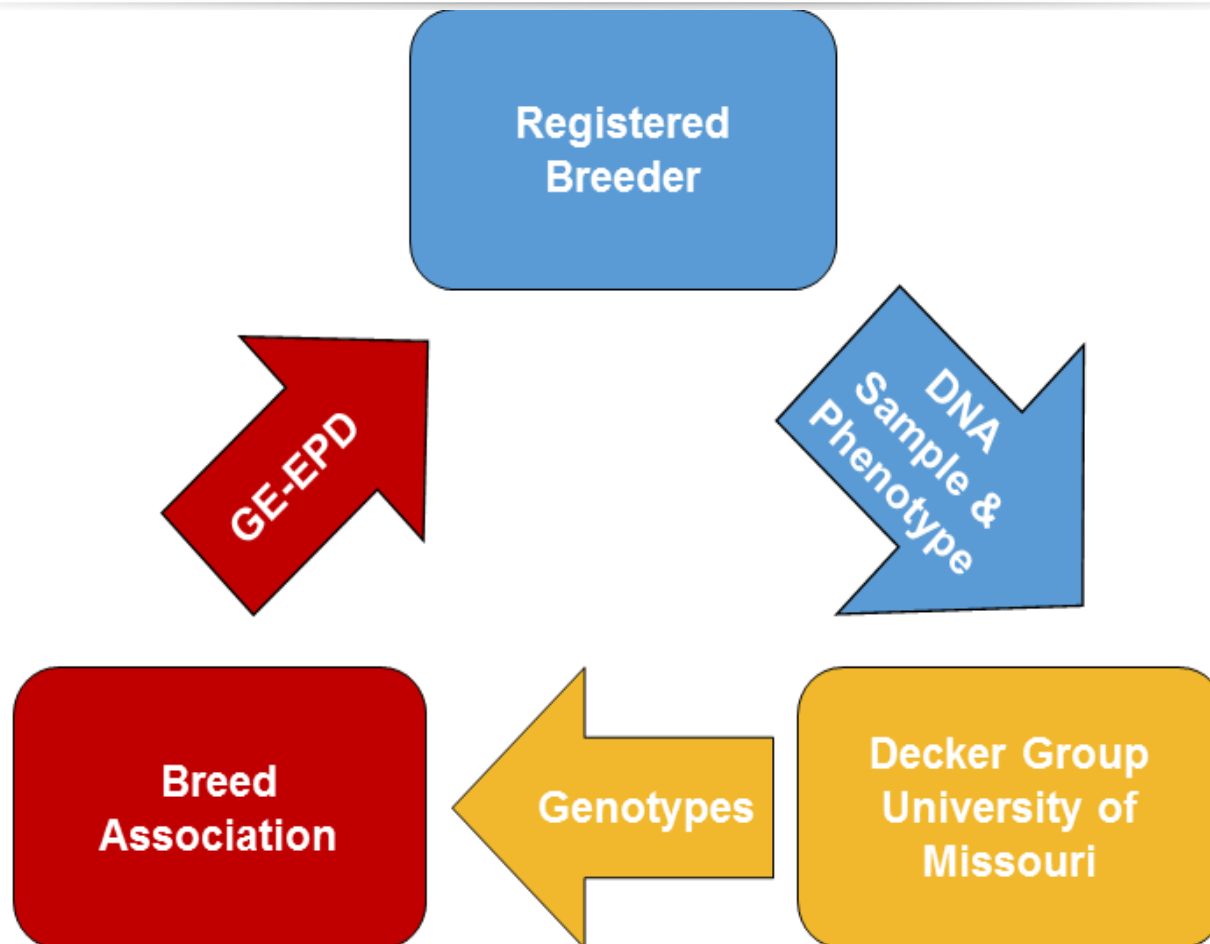 Registered
Breeder
DNA
Sample &
Phenotype
GE-EPD
Decker Group
University of
Missouri
Genotypes
Breed
Association